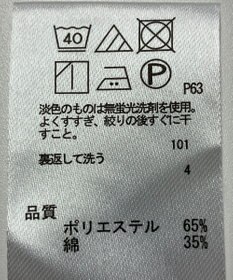 40
P
P63
淡色のものは無蛍光洗剤を使用。
よくすすぎ、絞りの後すぐに干
すこと。
101
裏返して洗う
4
品質
ポリエステル 65%
綿 35%